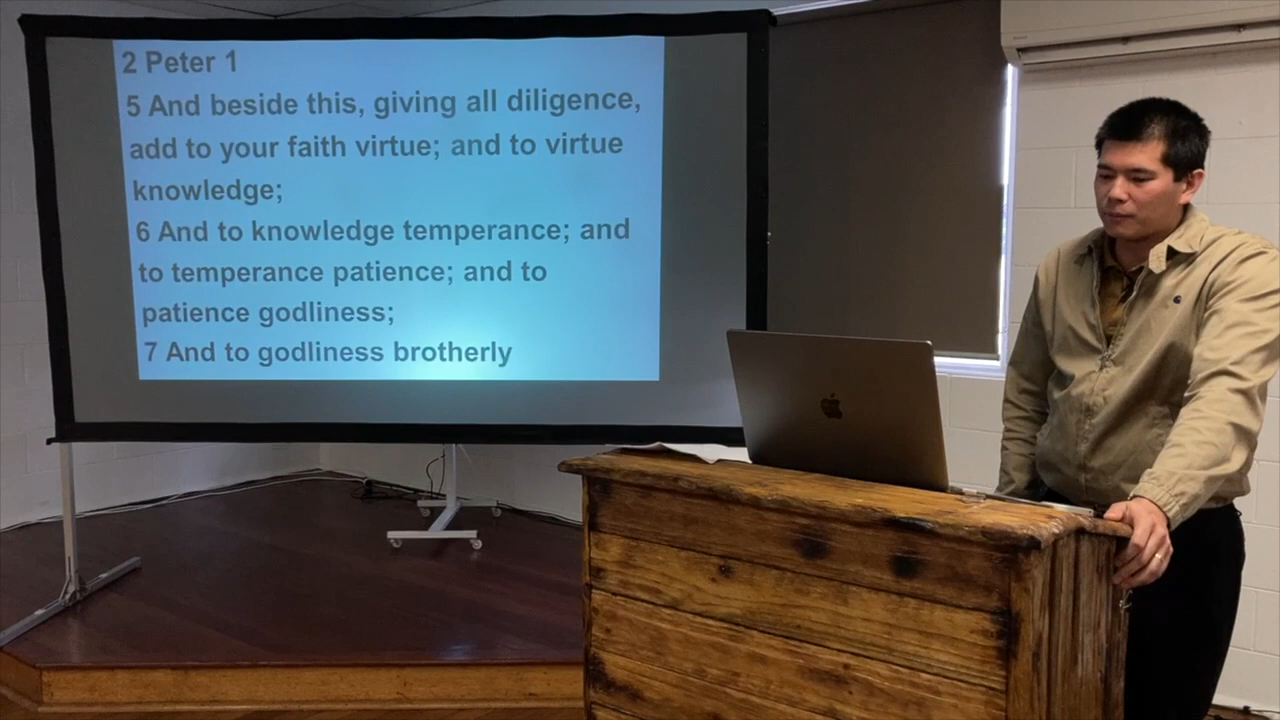 2 Peter 1
5 And beside this, giving all diligence,
add to your faith virtue; and to virtue
knowledge;
6 And to knowledge temperance; and
to temperance patience; and to
patience godliness;
7 And to godliness brotherly